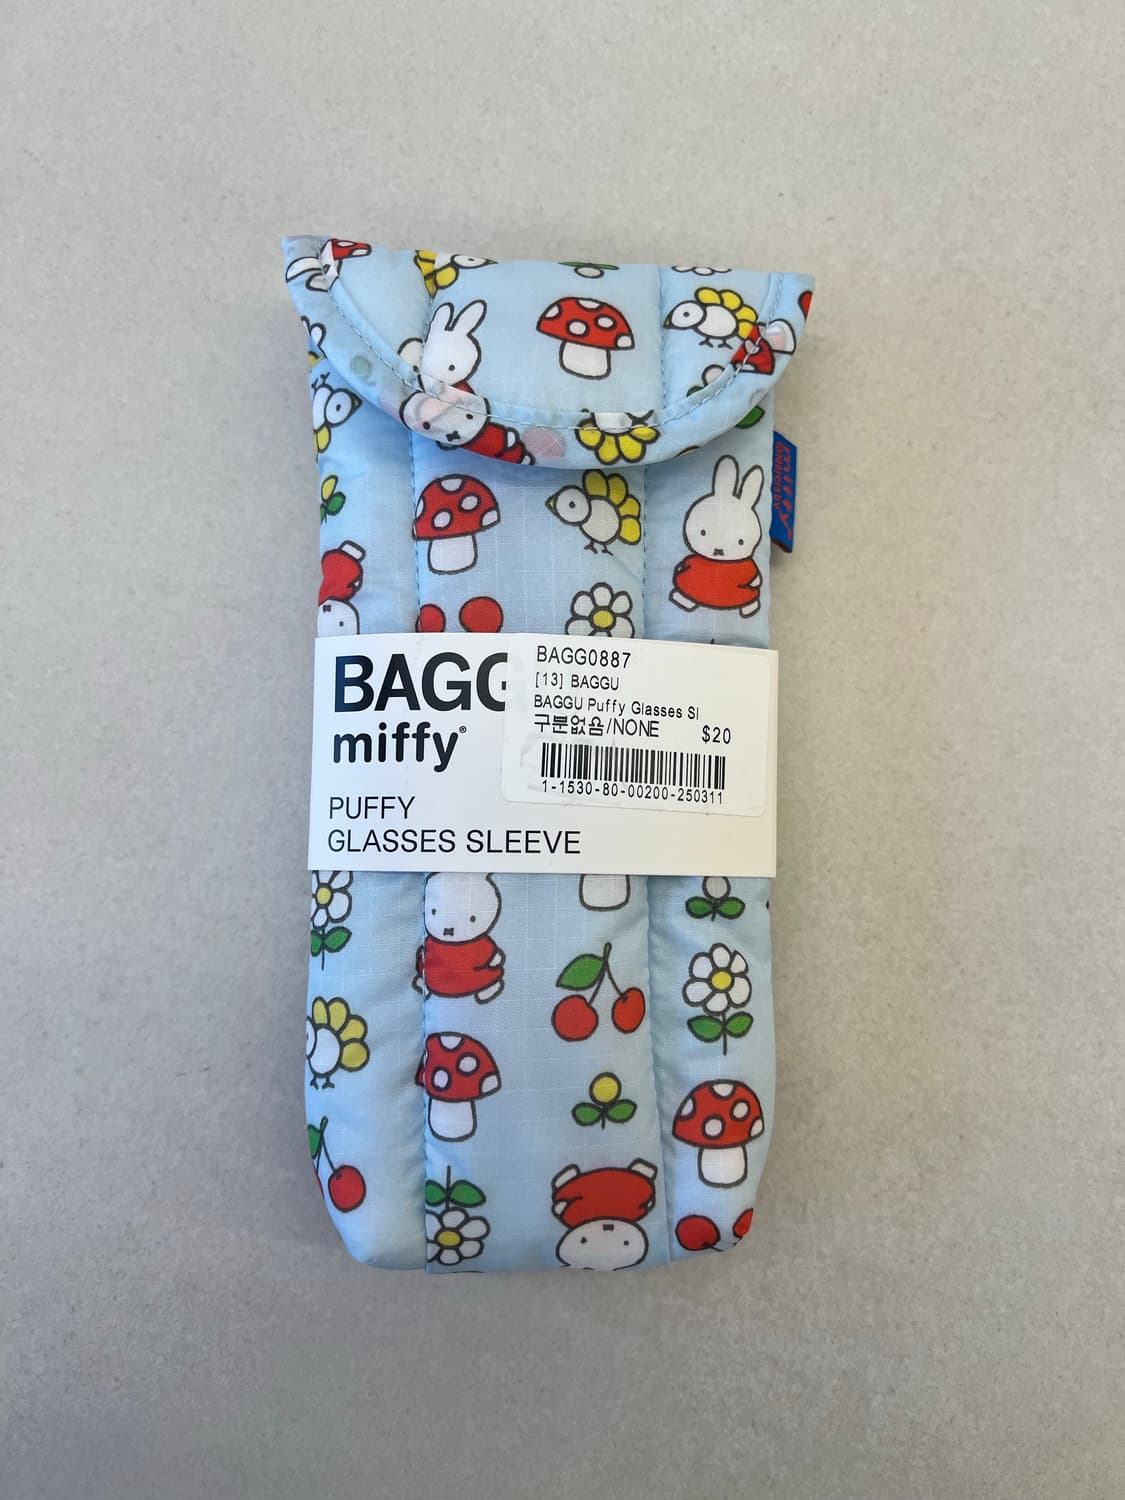 BAGG
miffy®
PUFFY
GLASSES SLEEVE
BAGG0887
[13] BAGGU
BAGGU Puffy Glasses Sl
구분없음/NONE $20
1-1530-80-00200-250311
miffy